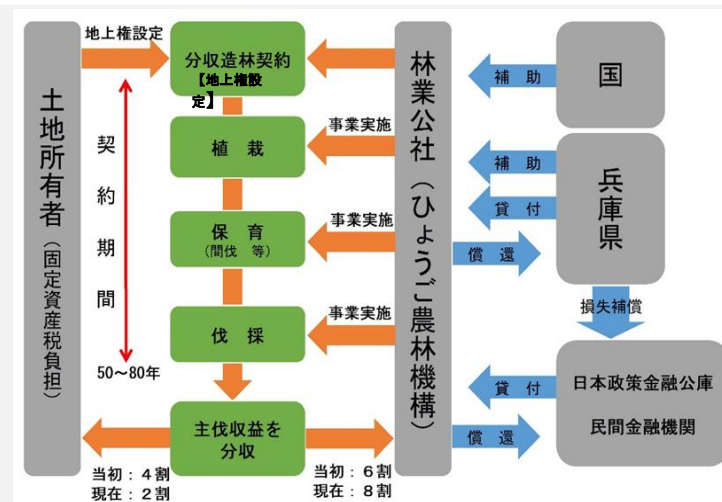 土地所有者（固定資産税負担）
地上権設定
契約期間
50～80年
分収造林契約
【地上権設
定】
植 栽
保 育
（間伐 等）
伐 採
主伐収益を
分収
当初：４割
現在：２割
当初：６割
現在：８割
事業実施
事業実施
事業実施
林業公社（ひょうご農林機構）
補 助
国
補 助
貸 付
償 還
兵庫県
損失補償
貸 付
償 還
日本政策金融公庫
民間金融機関